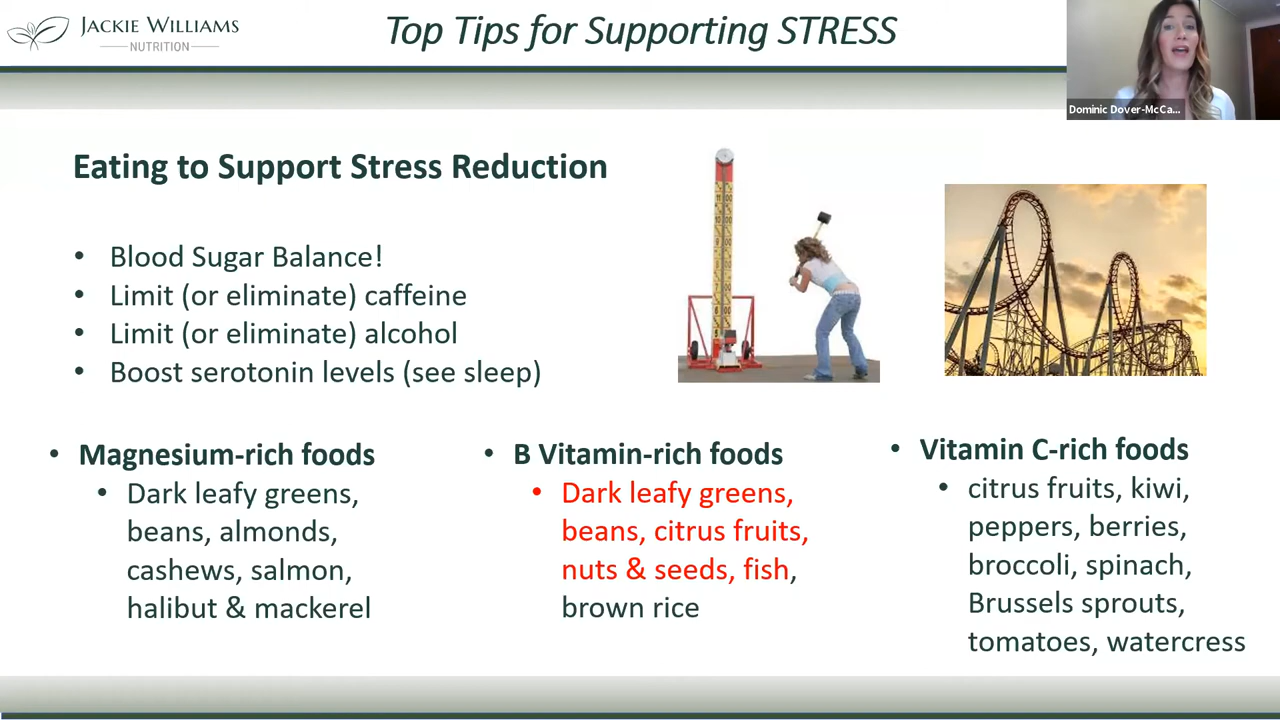 JACKIE WILLIAMS
NUTRITION
Top Tips for Supporting STRESS
Dominic Dover-McCa...
Eating to Support Stress Reduction
• Blood Sugar Balance!
• Limit (or eliminate) caffeine
• Limit (or eliminate) alcohol
• Boost serotonin levels (see sleep)
• Magnesium-rich foods
• Dark leafy greens,
beans, almonds,
cashews, salmon,
halibut & mackerel
• B Vitamin-rich foods
• Dark leafy greens,
beans, citrus fruits,
nuts & seeds, fish,
brown rice
• Vitamin C-rich foods
• citrus fruits, kiwi,
peppers, berries,
broccoli, spinach,
Brussels sprouts,
tomatoes, watercress